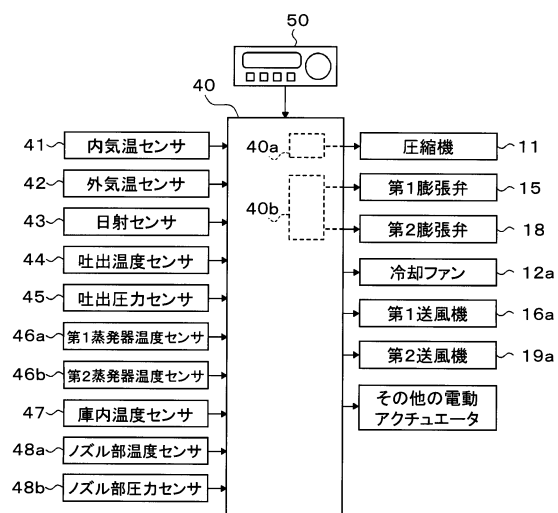 50
40
41 内気温センサ
42 外気温センサ
43 日射センサ
44 吐出温度センサ
45 吐出圧力センサ
46a 第1蒸発器温度センサ
46b 第2蒸発器温度センサ
47 庫内温度センサ
48a ノズル部温度センサ
48b ノズル部圧力センサ
40a
40b
圧縮機 11
第1膨張弁 15
第2膨張弁 18
冷却ファン 12a
第1送風機 16a
第2送風機 19a
その他の電動
アクチュエータ